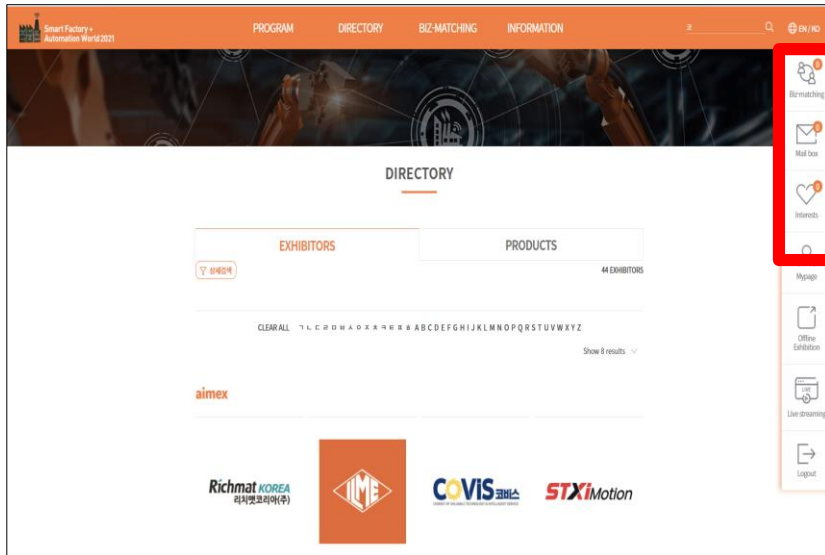 Smart Factory +
Automation World 2021
PROGRAM
DIRECTORY
BIZ-MATCHING
INFORMATION
EN / KO
0
Biz-matching
0
Mail box
0
Interests
Mypage
Offline
Exhibition
LIVE
Live streaming
Logout
DIRECTORY
EXHIBITORS
PRODUCTS
상세검색
44 EXHIBITORS
CLEAR ALL ㄱ ㄴ ㄷ ㄹ ㅁ ㅂ ㅅ ㅇ ㅈ ㅊ ㅋ ㅌ ㅍ ㅎ A B C D E F G H I J K L M N O P Q R S T U V W X Y Z
Show 8 results
aimex
Richmat KOREA
리치맷코리아(주)
ILME
COVIS 코비스
STXiMotion